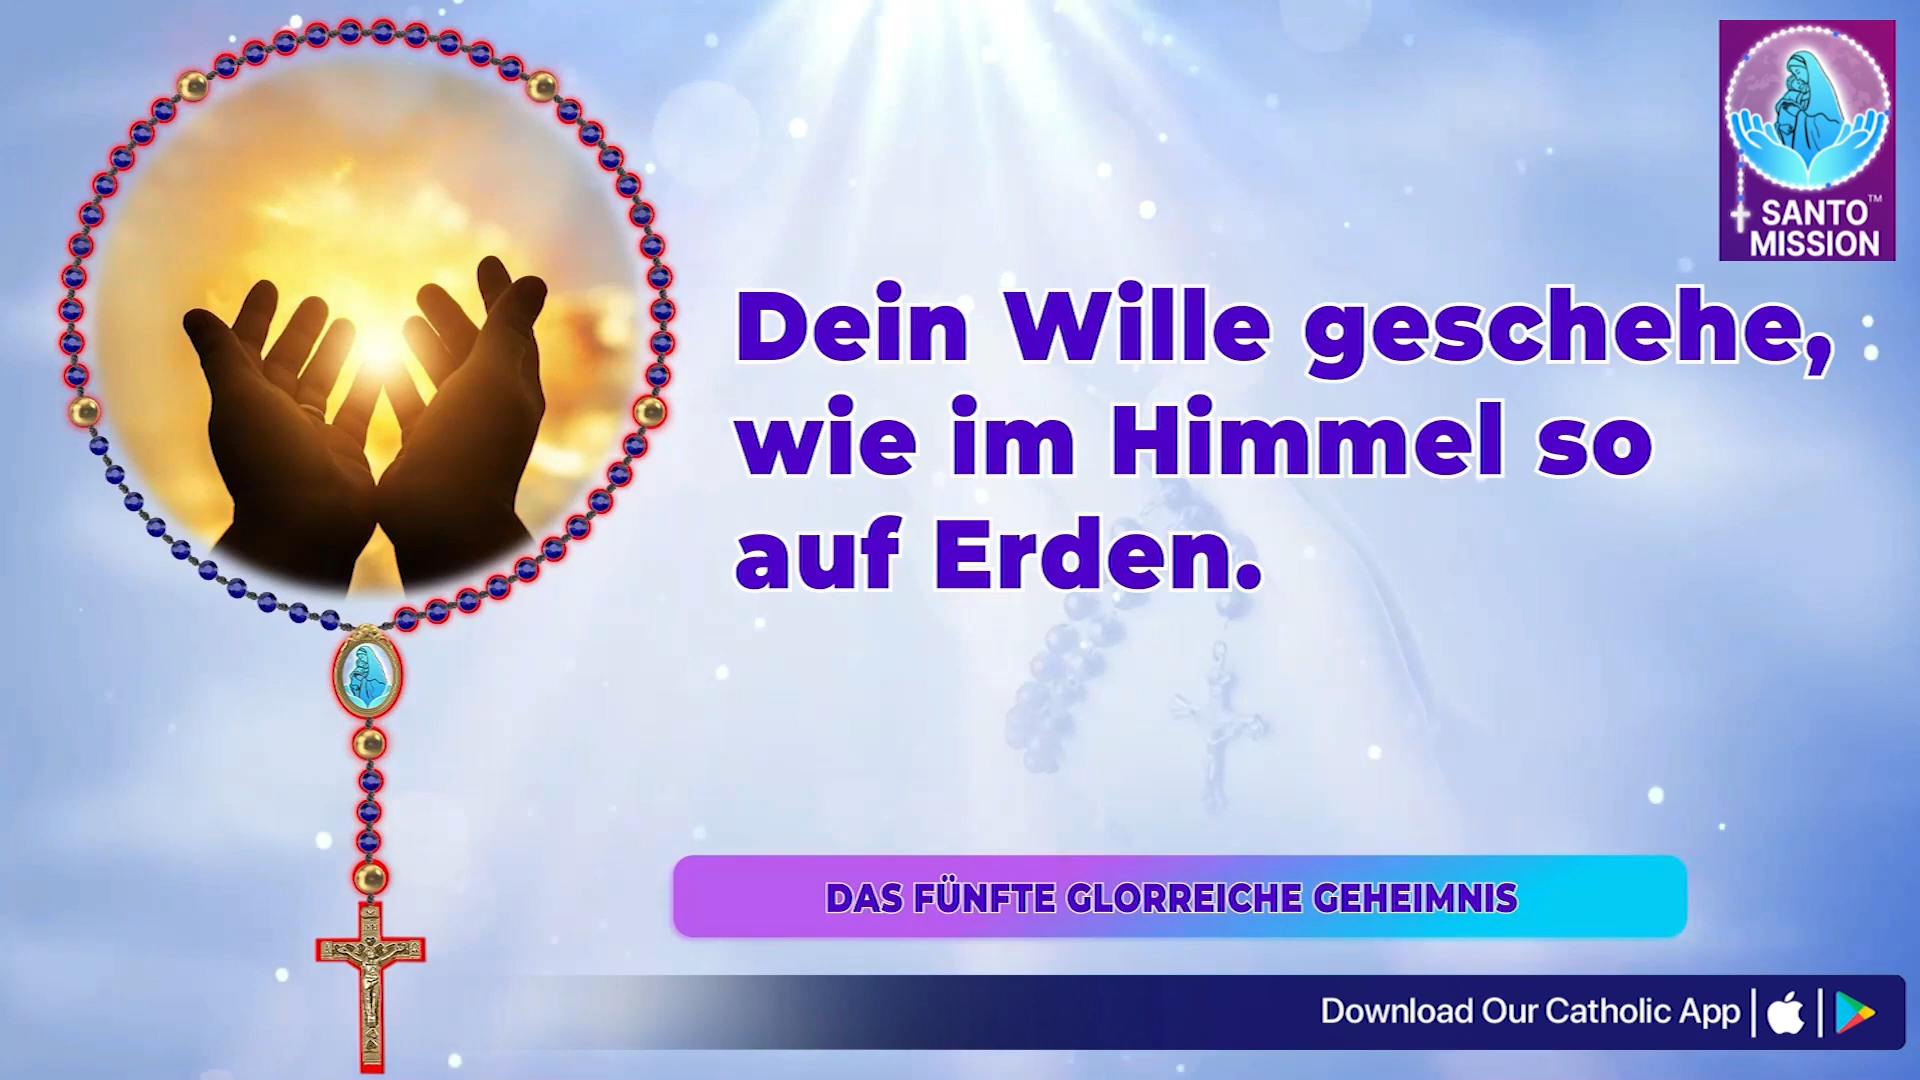 SANTO™
MISSION
Dein Wille geschehe,
wie im Himmel so
auf Erden.
DAS FÜNFTE GLORREICHE GEHEIMNIS
Download Our Catholic App